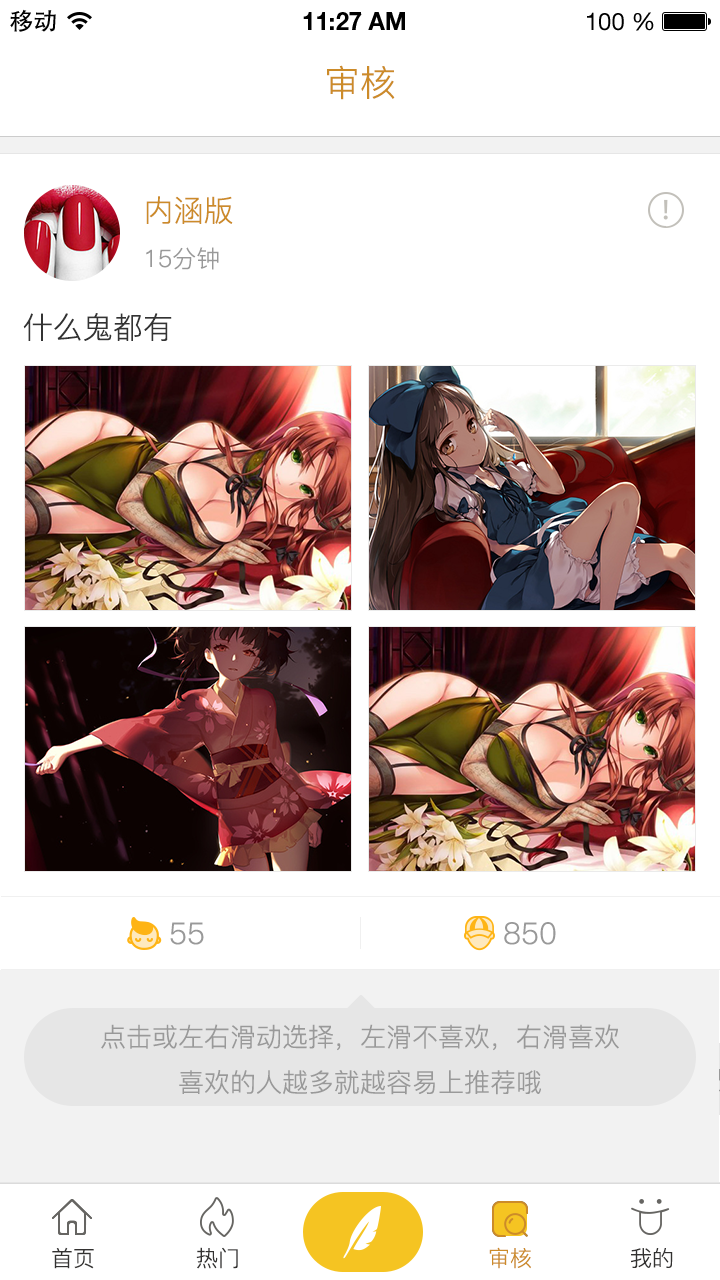 移动 11:27 AM 100 %
审核
内涵版
15分钟
什么鬼都有
55 850
点击或左右滑动选择，左滑不喜欢，右滑喜欢
喜欢的人越多就越容易上推荐哦
首页 热门 审核 我的